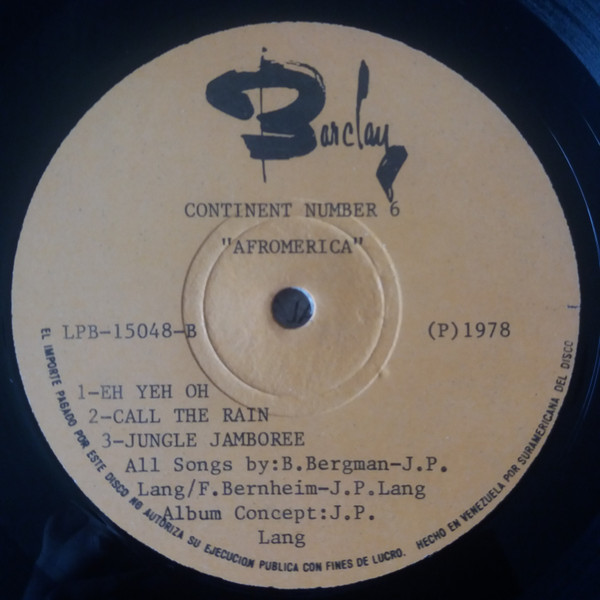 Barclay
CONTINENT NUMBER 6
"AFROMERICA"
LPB-15048-B
(P)1978
1-EH YEH OH
2-CALL THE RAIN
3-JUNGLE JAMBOREE
All Songs by:B.Bergman-J.P.
Lang/F.Bernheim-J.P.Lang
Album Concept:J.P.
Lang
EL IMPORTE PAGADO POR ESTE DISCO NO AUTORIZA SU EJECUCION PUBLICA CON FINES DE LUCRO. HECHO EN VENEZUELA POR SURAMERICANA DEL DISCO